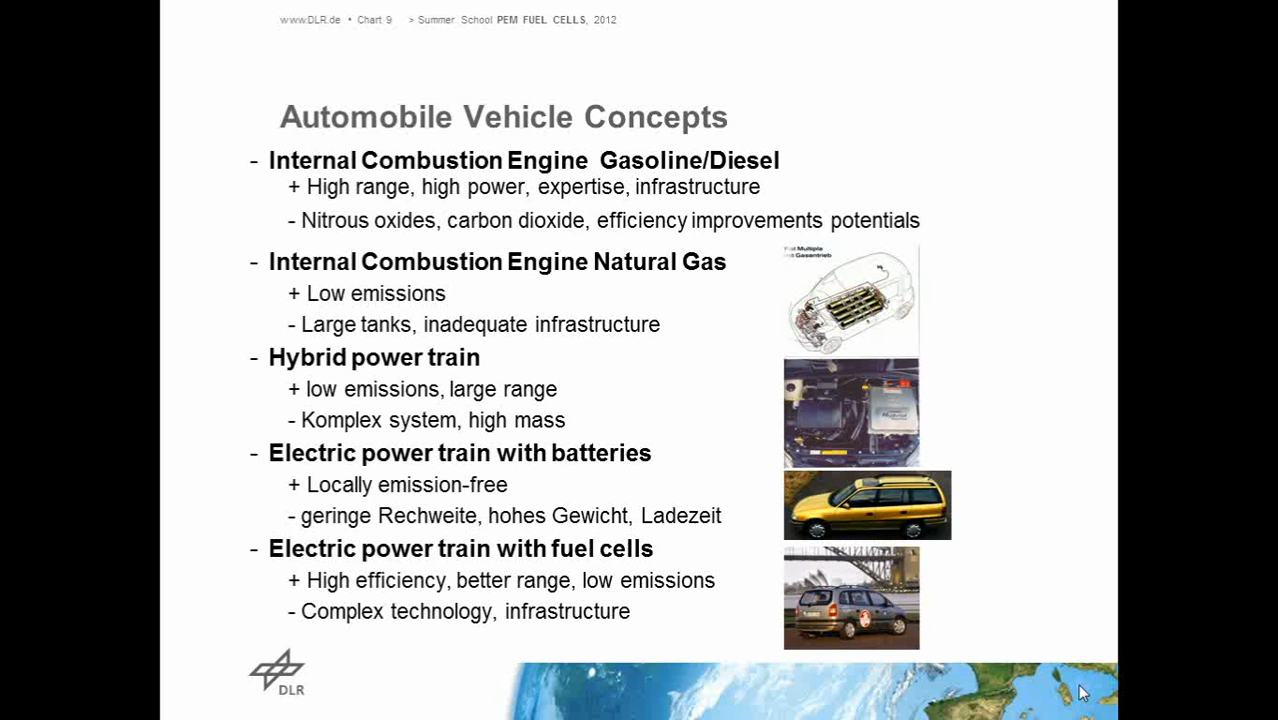 www.DLR.de • Chart 9 > Summer School PEM FUEL CELLS, 2012
Automobile Vehicle Concepts
- Internal Combustion Engine Gasoline/Diesel
+ High range, high power, expertise, infrastructure
- Nitrous oxides, carbon dioxide, efficiency improvements potentials
- Internal Combustion Engine Natural Gas
+ Low emissions
- Large tanks, inadequate infrastructure
- Hybrid power train
+ low emissions, large range
- Komplex system, high mass
- Electric power train with batteries
+ Locally emission-free
- geringe Rechweite, hohes Gewicht, Ladezeit
- Electric power train with fuel cells
+ High efficiency, better range, low emissions
- Complex technology, infrastructure
Multiple
Gasantrieb
DLR